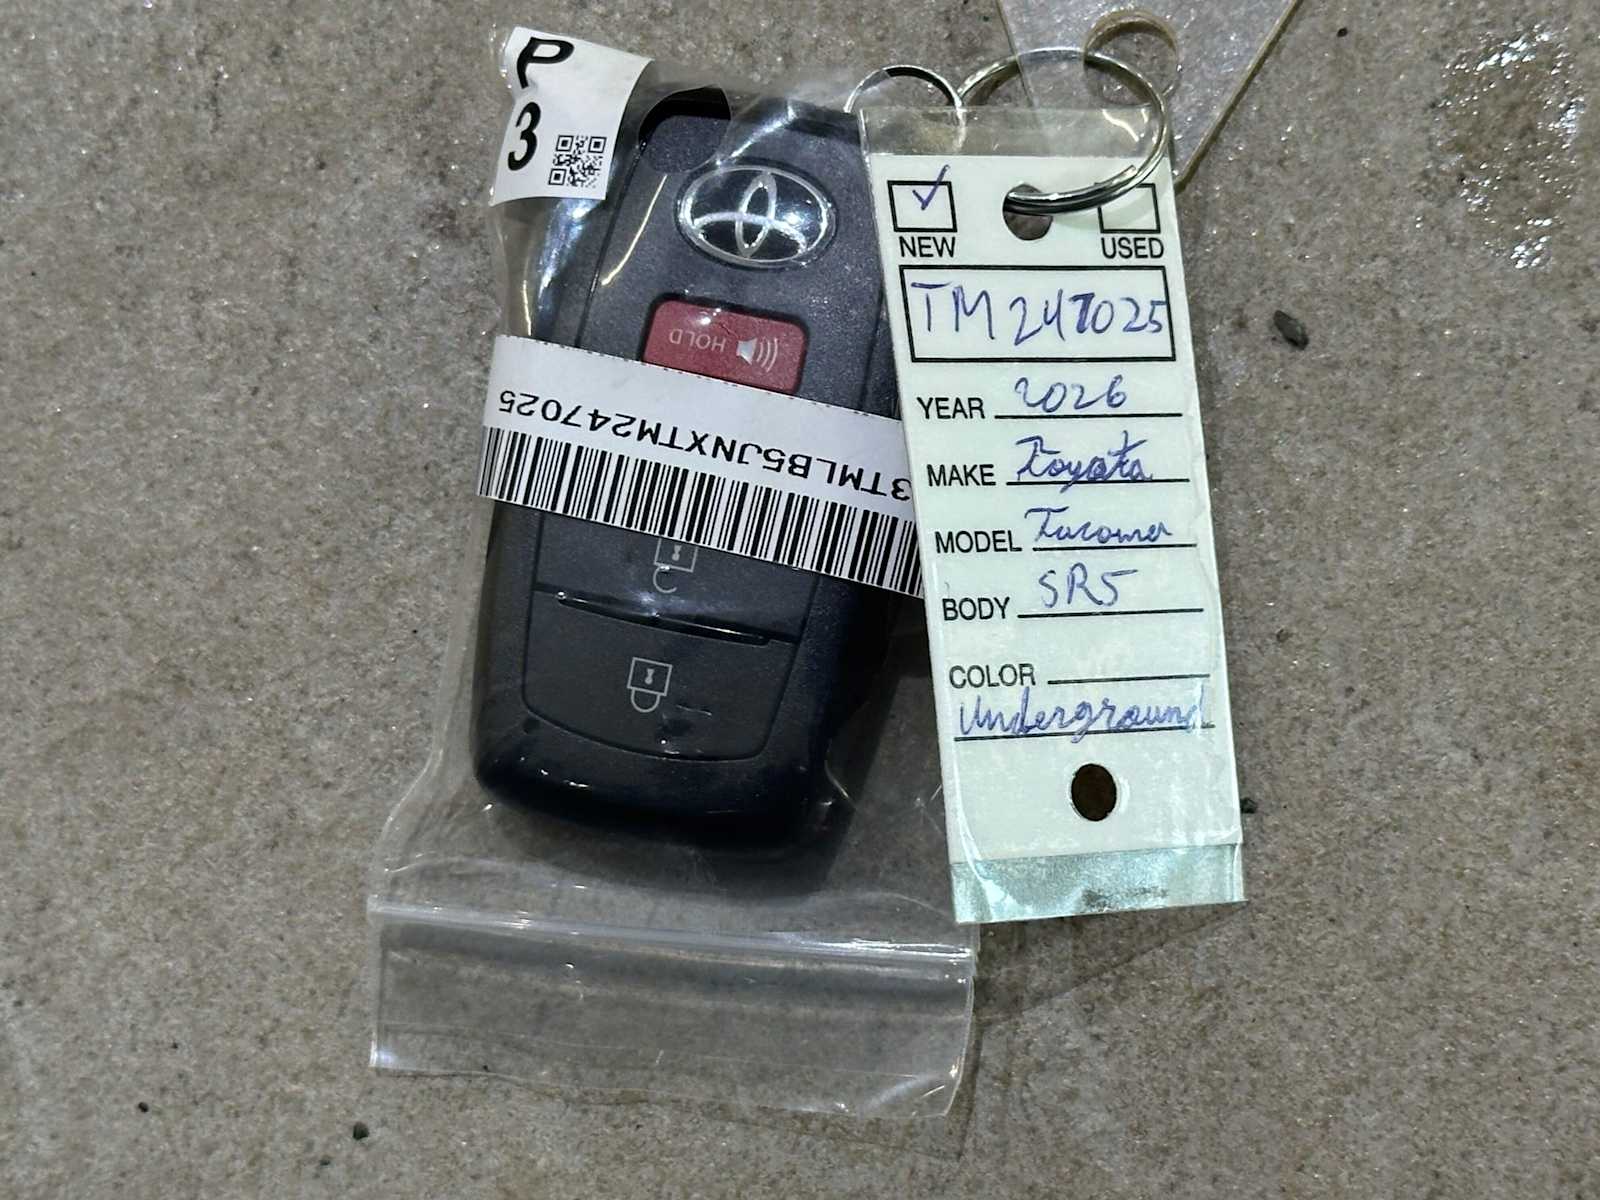 P
3
HOLD
3TMLB5JNXTM247025
NEW
USED
TM247025
YEAR 2026
MAKE Toyota
MODEL Tacoma
BODY SR5
COLOR
Underground